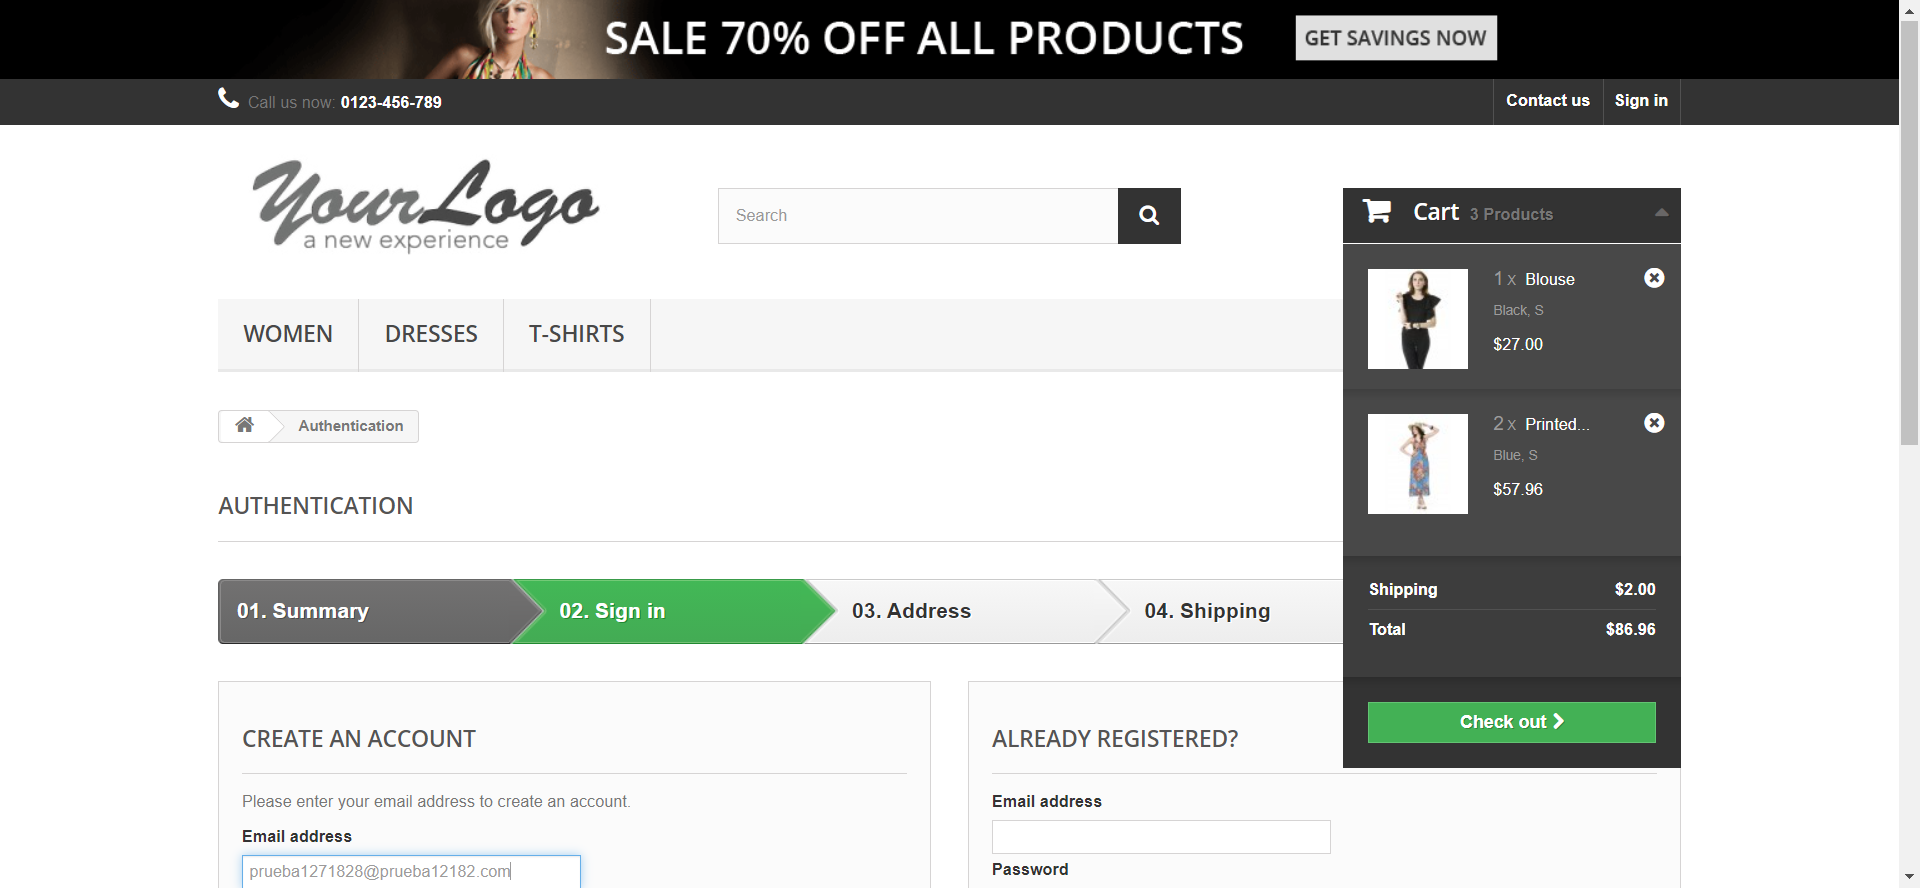 SALE 70% OFF ALL PRODUCTS GET SAVINGS NOW
Call us now: 0123-456-789 Contact us Sign in
YourLogo
a new experience
Search
Cart 3 Products
1 x Blouse
Black, S
$27.00
WOMEN DRESSES T-SHIRTS
2 x Printed...
Blue, S
$57.96
Authentication
AUTHENTICATION
Shipping $2.00
Total $86.96
Check out
01. Summary 02. Sign in 03. Address 04. Shipping
CREATE AN ACCOUNT
Please enter your email address to create an account.
Email address
prueba1271828@prueba12182.com
ALREADY REGISTERED?
Email address
Password